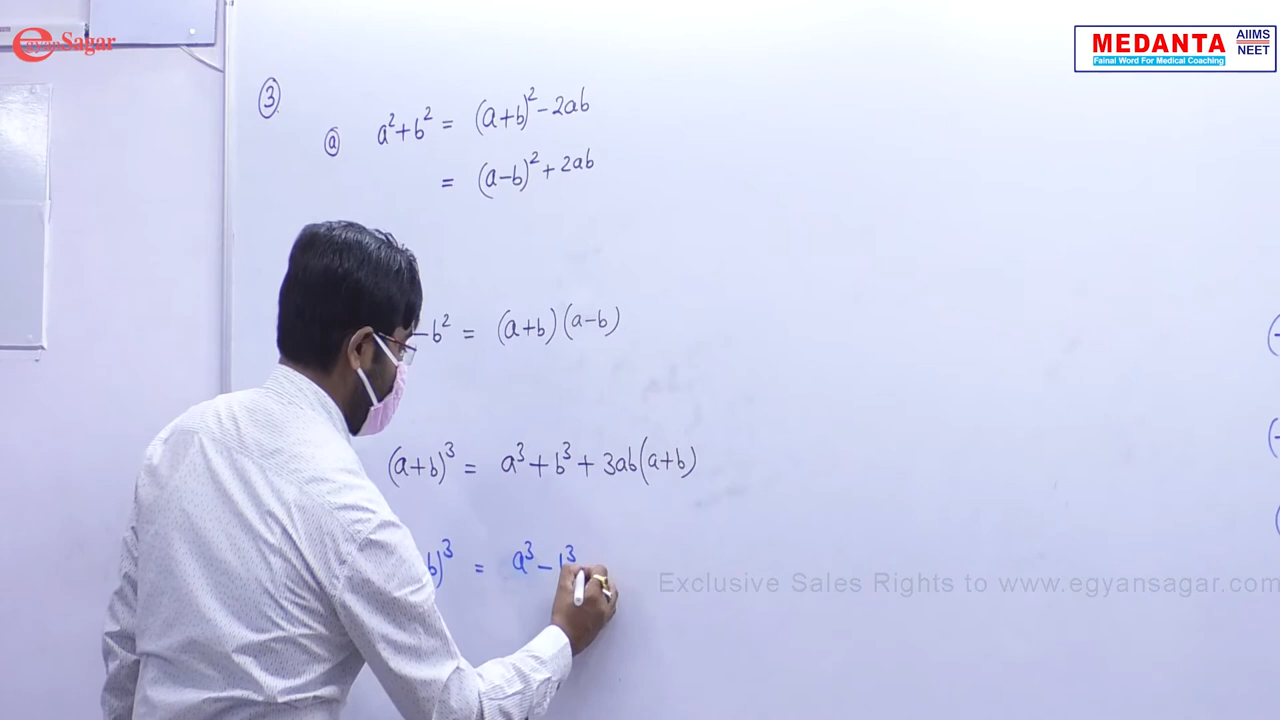 egyanSagar
MEDANTA AIIMS NEET
Fainal Word For Medical Coaching
③
ⓐ a²+b² = (a+b)²-2ab
= (a-b)²+2ab
-b² = (a+b)(a-b)
(a+b)³ = a³+b³+3ab(a+b)
b)³ = a³-b³
Exclusive Sales Rights to www.egyansagar.com